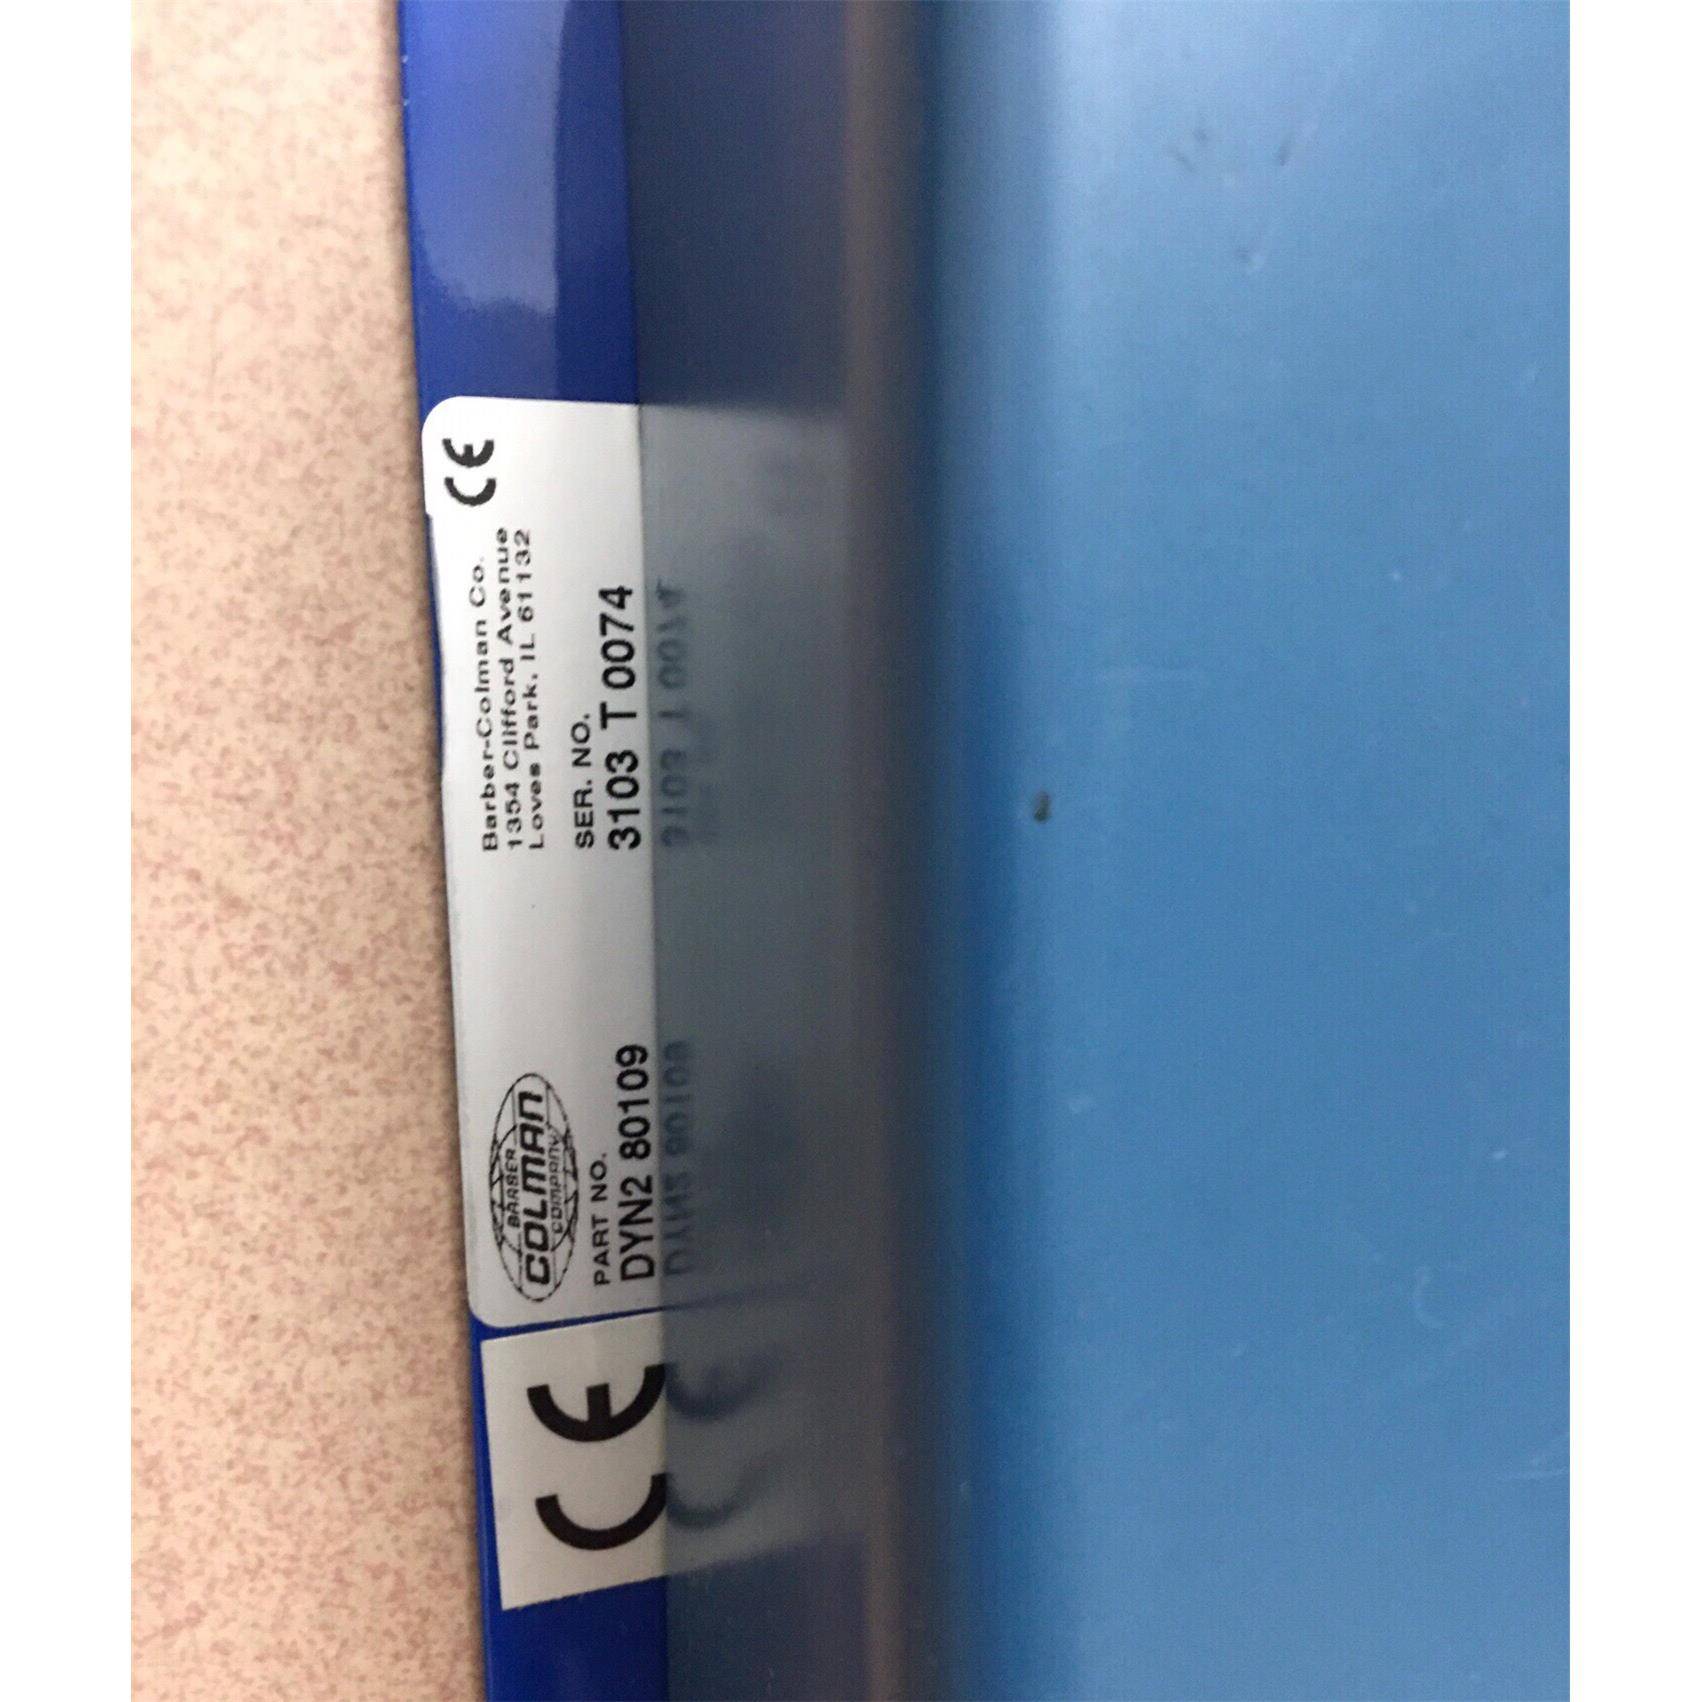 CE
BARBER
COLMAN
COMPANY
PART NO.
DYN2 80109
Barber-Colman Co.
1354 Clifford Avenue
Loves Park, IL 61132
SER. NO.
3103 T 0074
CE